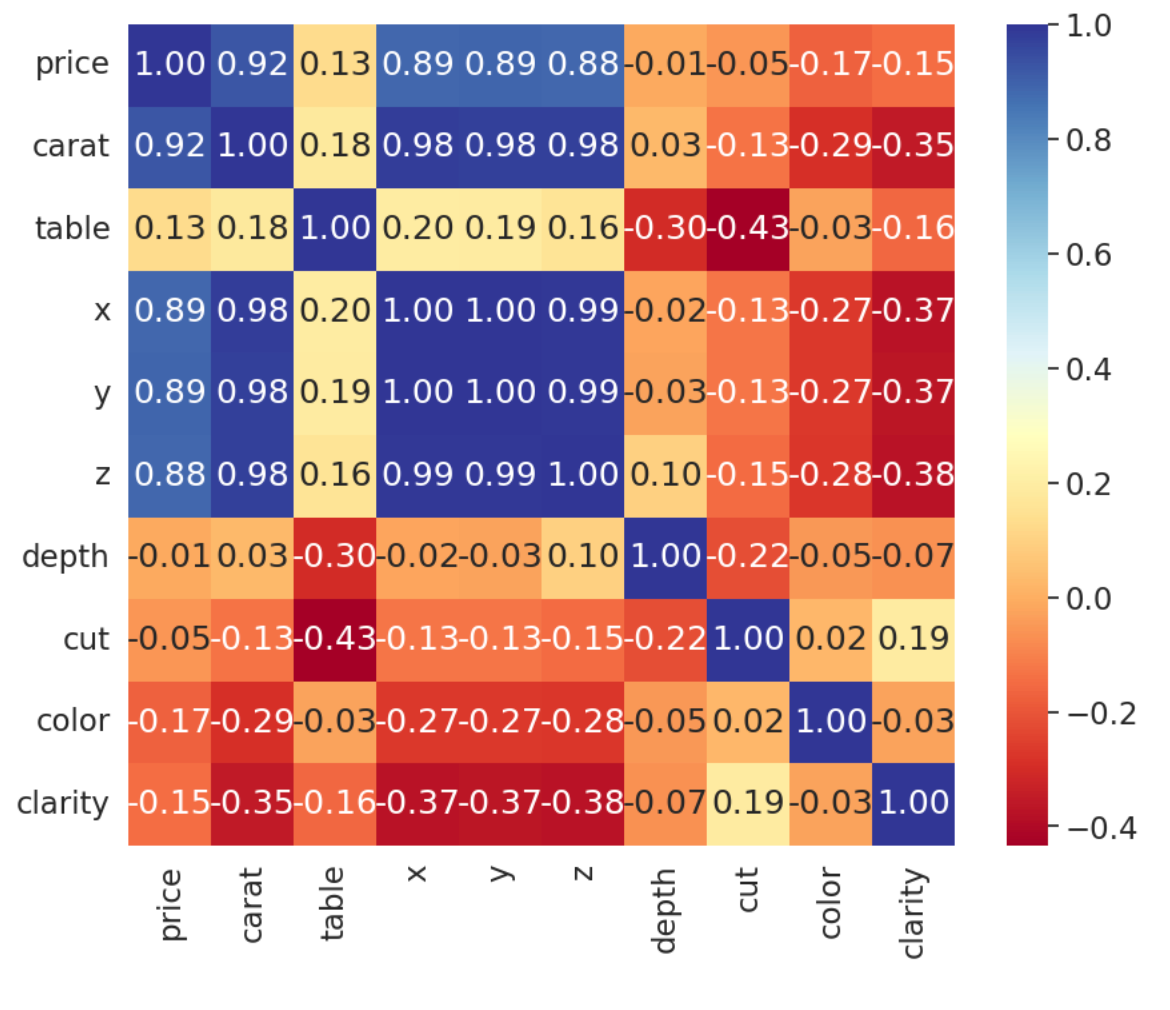 price 1.00 0.92 0.13 0.89 0.89 0.88 -0.01 -0.05 -0.17 -0.15
carat 0.92 1.00 0.18 0.98 0.98 0.98 0.03 -0.13 -0.29 -0.35
table 0.13 0.18 1.00 0.20 0.19 0.16 -0.30 -0.43 -0.03 -0.16
x 0.89 0.98 0.20 1.00 1.00 0.99 -0.02 -0.13 -0.27 -0.37
y 0.89 0.98 0.19 1.00 1.00 0.99 -0.03 -0.13 -0.27 -0.37
z 0.88 0.98 0.16 0.99 0.99 1.00 0.10 -0.15 -0.28 -0.38
depth -0.01 0.03 -0.30 -0.02 -0.03 0.10 1.00 -0.22 -0.05 -0.07
cut -0.05 -0.13 -0.43 -0.13 -0.13 -0.15 -0.22 1.00 0.02 0.19
color -0.17 -0.29 -0.03 -0.27 -0.27 -0.28 -0.05 0.02 1.00 -0.03
clarity -0.15 -0.35 -0.16 -0.37 -0.37 -0.38 -0.07 0.19 -0.03 1.00
price carat table x y z depth cut color clarity
1.0
0.8
0.6
0.4
0.2
0.0
−0.2
−0.4